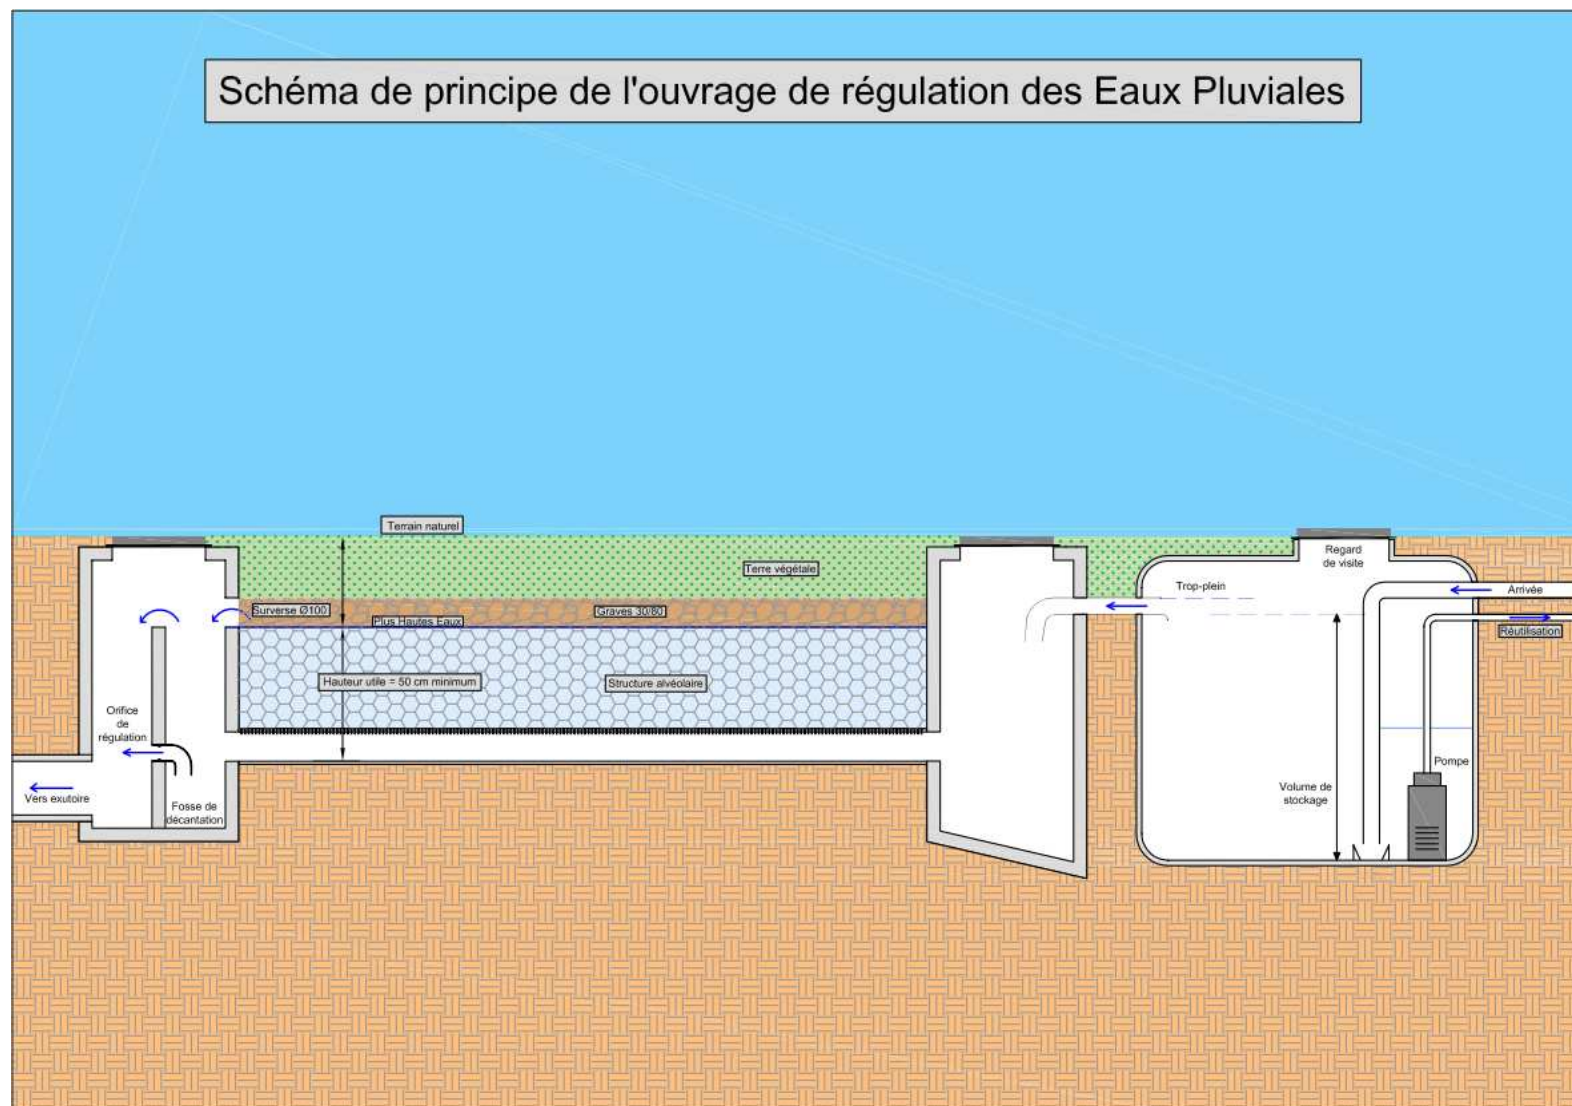 Schéma de principe de l'ouvrage de régulation des Eaux Pluviales
Terrain naturel
Terre végétale
Surverse Ø100
Graves 30/80
Plus Hautes Eaux
Hauteur utile = 50 cm minimum
Structure alvéolaire
Orifice
de
régulation
Vers exutoire
Fosse de
décantation
Regard
de visite
Trop-plein
Arrivée
Réutilisation
Pompe
Volume de
stockage